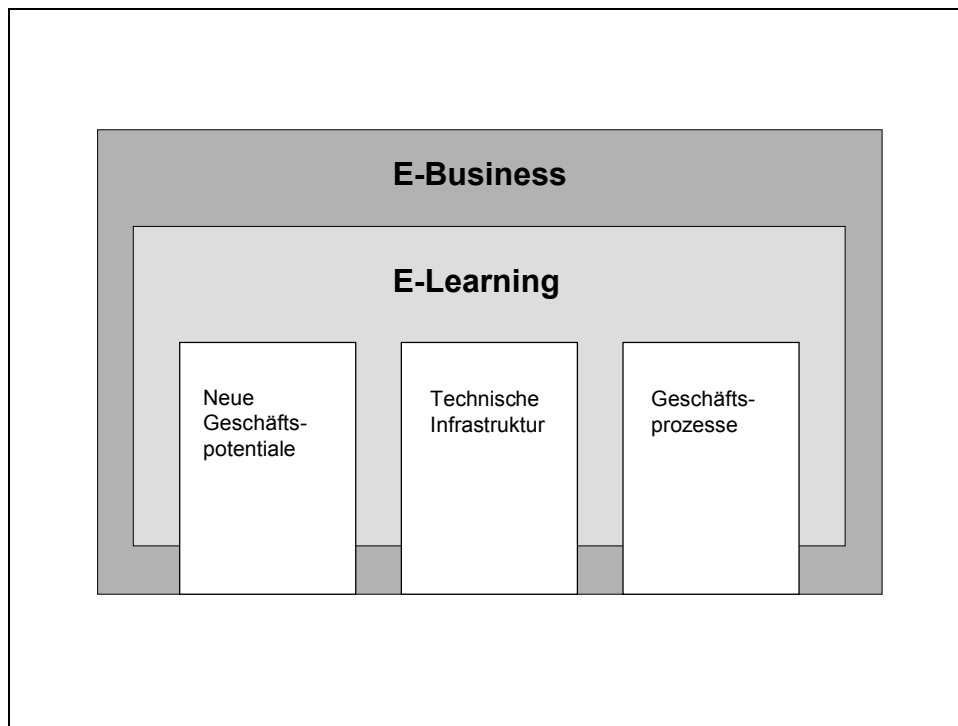 E-Business
E-Learning
Neue
Geschäfts-
potentiale
Technische
Infrastruktur
Geschäfts-
prozesse